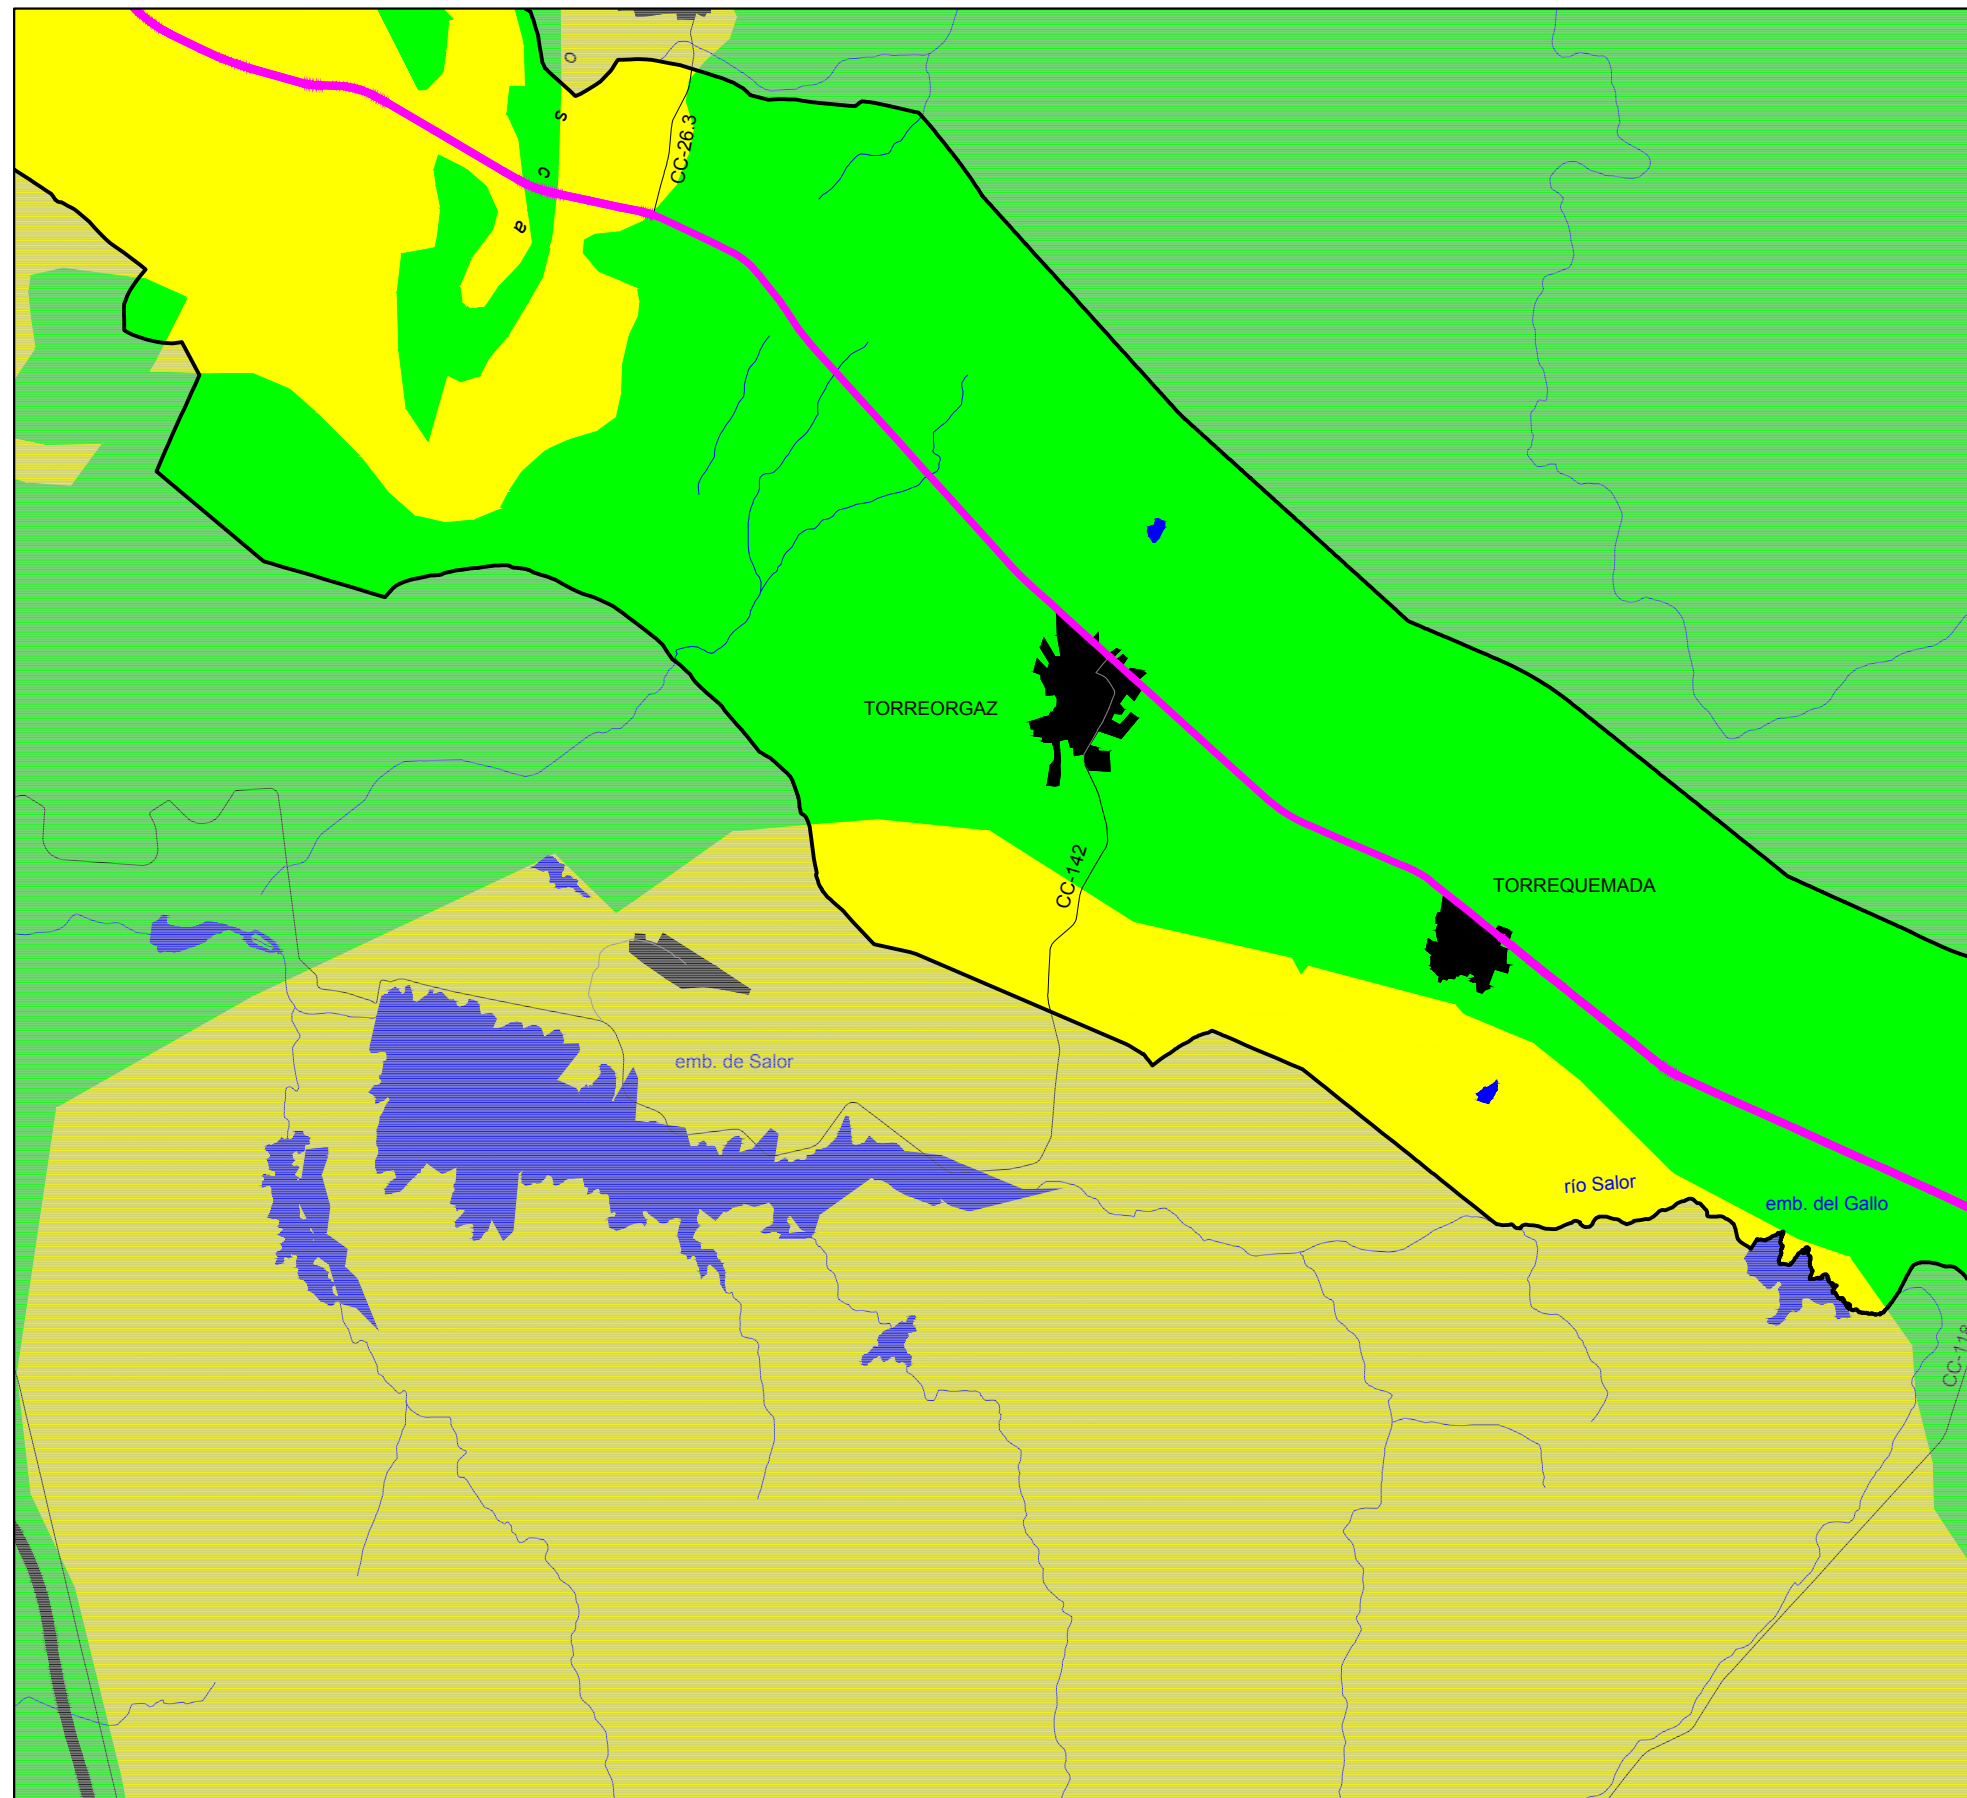 o
s
c
a
CC-26.3
TORREORGAZ
CC-142
TORREQUEMADA
emb. de Salor
río Salor
emb. del Gallo